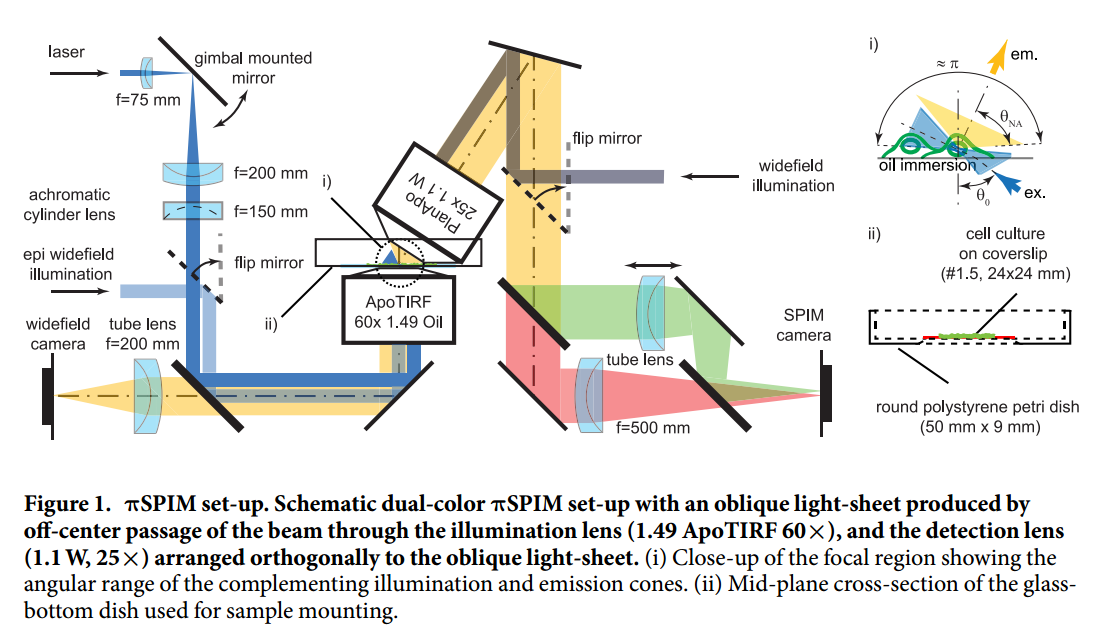 laser
gimbal mounted
mirror
f=75 mm
f=200 mm
achromatic
cylinder lens
f=150 mm
epi widefield
illumination
flip mirror
widefield
camera
tube lens
f=200 mm
i)
ii)
PlanApo
25x 1.1 W
ApoTIRF
60x 1.49 Oil
flip mirror
widefield
illumination
tube lens
f=500 mm
SPIM
camera
i)
≈ π
em.
θNA
oil immersion
θ0
ex.
ii)
cell culture
on coverslip
(#1.5, 24x24 mm)
round polystyrene petri dish
(50 mm x 9 mm)
Figure 1. πSPIM set-up. Schematic dual-color πSPIM set-up with an oblique light-sheet produced by
off-center passage of the beam through the illumination lens (1.49 ApoTIRF 60×), and the detection lens
(1.1 W, 25×) arranged orthogonally to the oblique light-sheet. (i) Close-up of the focal region showing the
angular range of the complementing illumination and emission cones. (ii) Mid-plane cross-section of the glass-
bottom dish used for sample mounting.